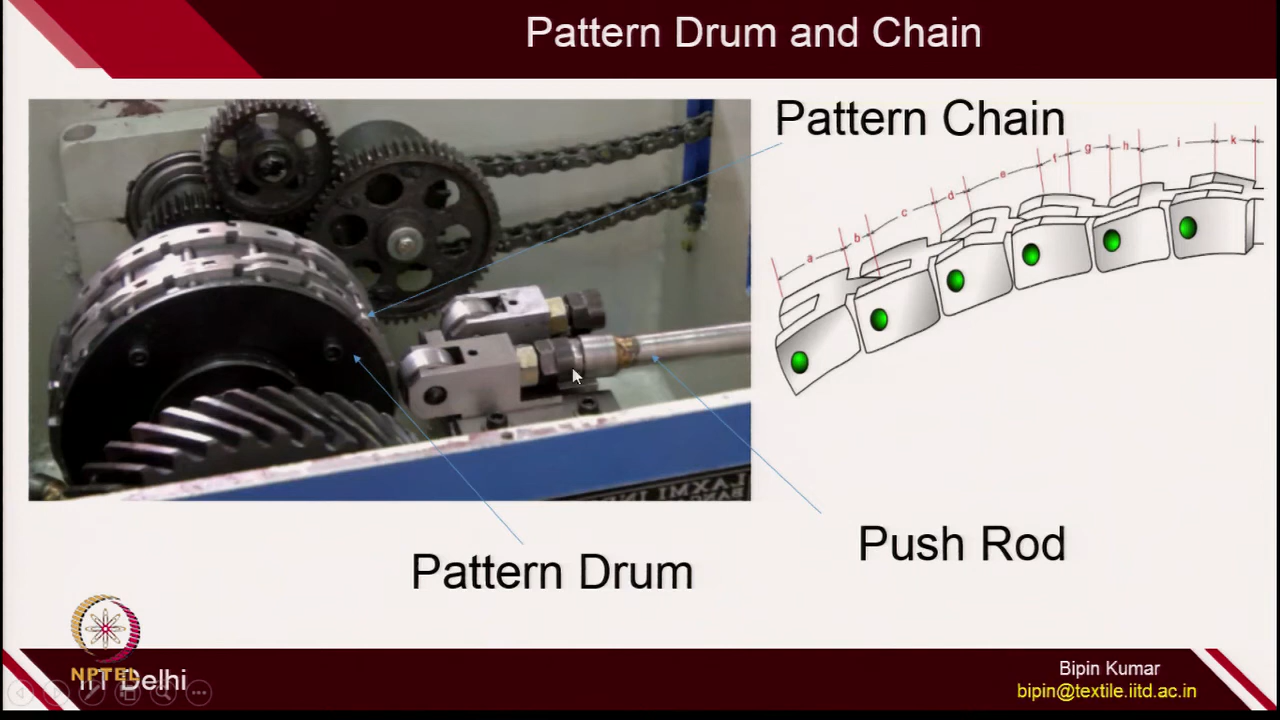 Pattern Drum and Chain
Pattern Chain
a b c d e f g h i k
Push Rod
Pattern Drum
NPTEL
IIT Delhi
Bipin Kumar
bipin@textile.iitd.ac.in